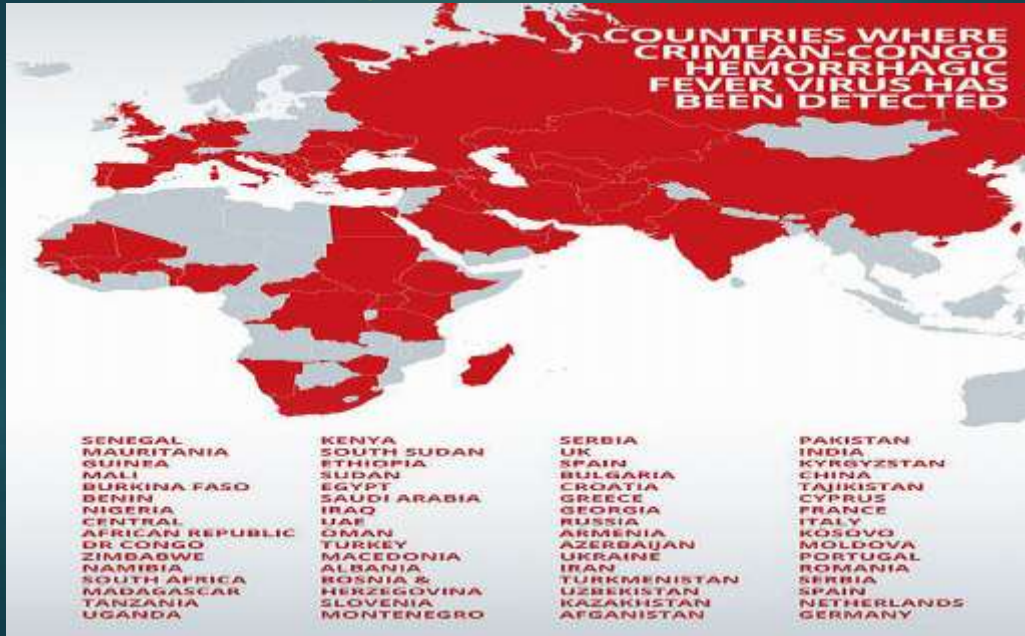 COUNTRIES WHERE
CRIMEAN-CONGO
HEMORRHAGIC
FEVER VIRUS HAS
BEEN DETECTED
SENEGAL
MAURITANIA
GUINEA
MALI
BURKINA FASO
BENIN
NIGERIA
CENTRAL
AFRICAN REPUBLIC
DR CONGO
ZIMBABWE
NAMIBIA
SOUTH AFRICA
MADAGASCAR
TANZANIA
UGANDA
KENYA
SOUTH SUDAN
ETHIOPIA
SUDAN
EGYPT
SAUDI ARABIA
IRAQ
UAE
OMAN
TURKEY
MACEDONIA
ALBANIA
BOSNIA &
HERZEGOVINA
SLOVENIA
MONTENEGRO
SERBIA
UK
SPAIN
BULGARIA
CROATIA
GREECE
GEORGIA
RUSSIA
ARMENIA
AZERBAIJAN
UKRAINE
IRAN
TURKMENISTAN
UZBEKISTAN
KAZAKHSTAN
AFGANISTAN
PAKISTAN
INDIA
KYRGYZSTAN
CHINA
TAJIKISTAN
CYPRUS
FRANCE
ITALY
KOSOVO
MOLDOVA
PORTUGAL
ROMANIA
SERBIA
SPAIN
NETHERLANDS
GERMANY